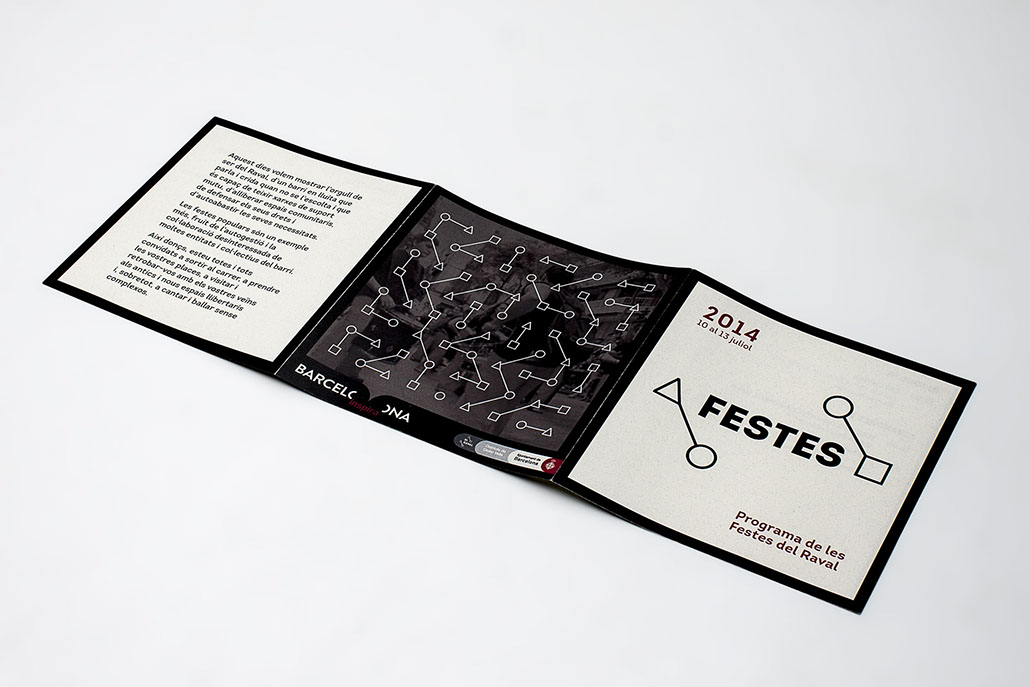 Aquest dies volem mostrar l'orgull de
ser del Raval, d'un barri en lluita que
parla i crida quan no se l'escolta i que
és capaç de teixir xarxes de suport
mutu, d'alliberar espais comunitaris,
de defensar els seus drets i
d'autoabastir les seves necessitats.
Les festes populars són un exemple
més, fruit de l'autogestió i la
col·laboració desinteressada de
moltes entitats i col·lectius del barri.
Així doncs, esteu totes i tots
convidats a sortir al carrer, a prendre
les vostres places, a visitar i
retrobar-vos amb els vostres veïns
als antics i nous espais llibertaris
i, sobretot, a cantar i ballar sense
complexos.
BARCELONA
inspira
Ajuntament de
Barcelona
2014
10 al 13 juliol
FESTES
Programa de les
Festes del Raval